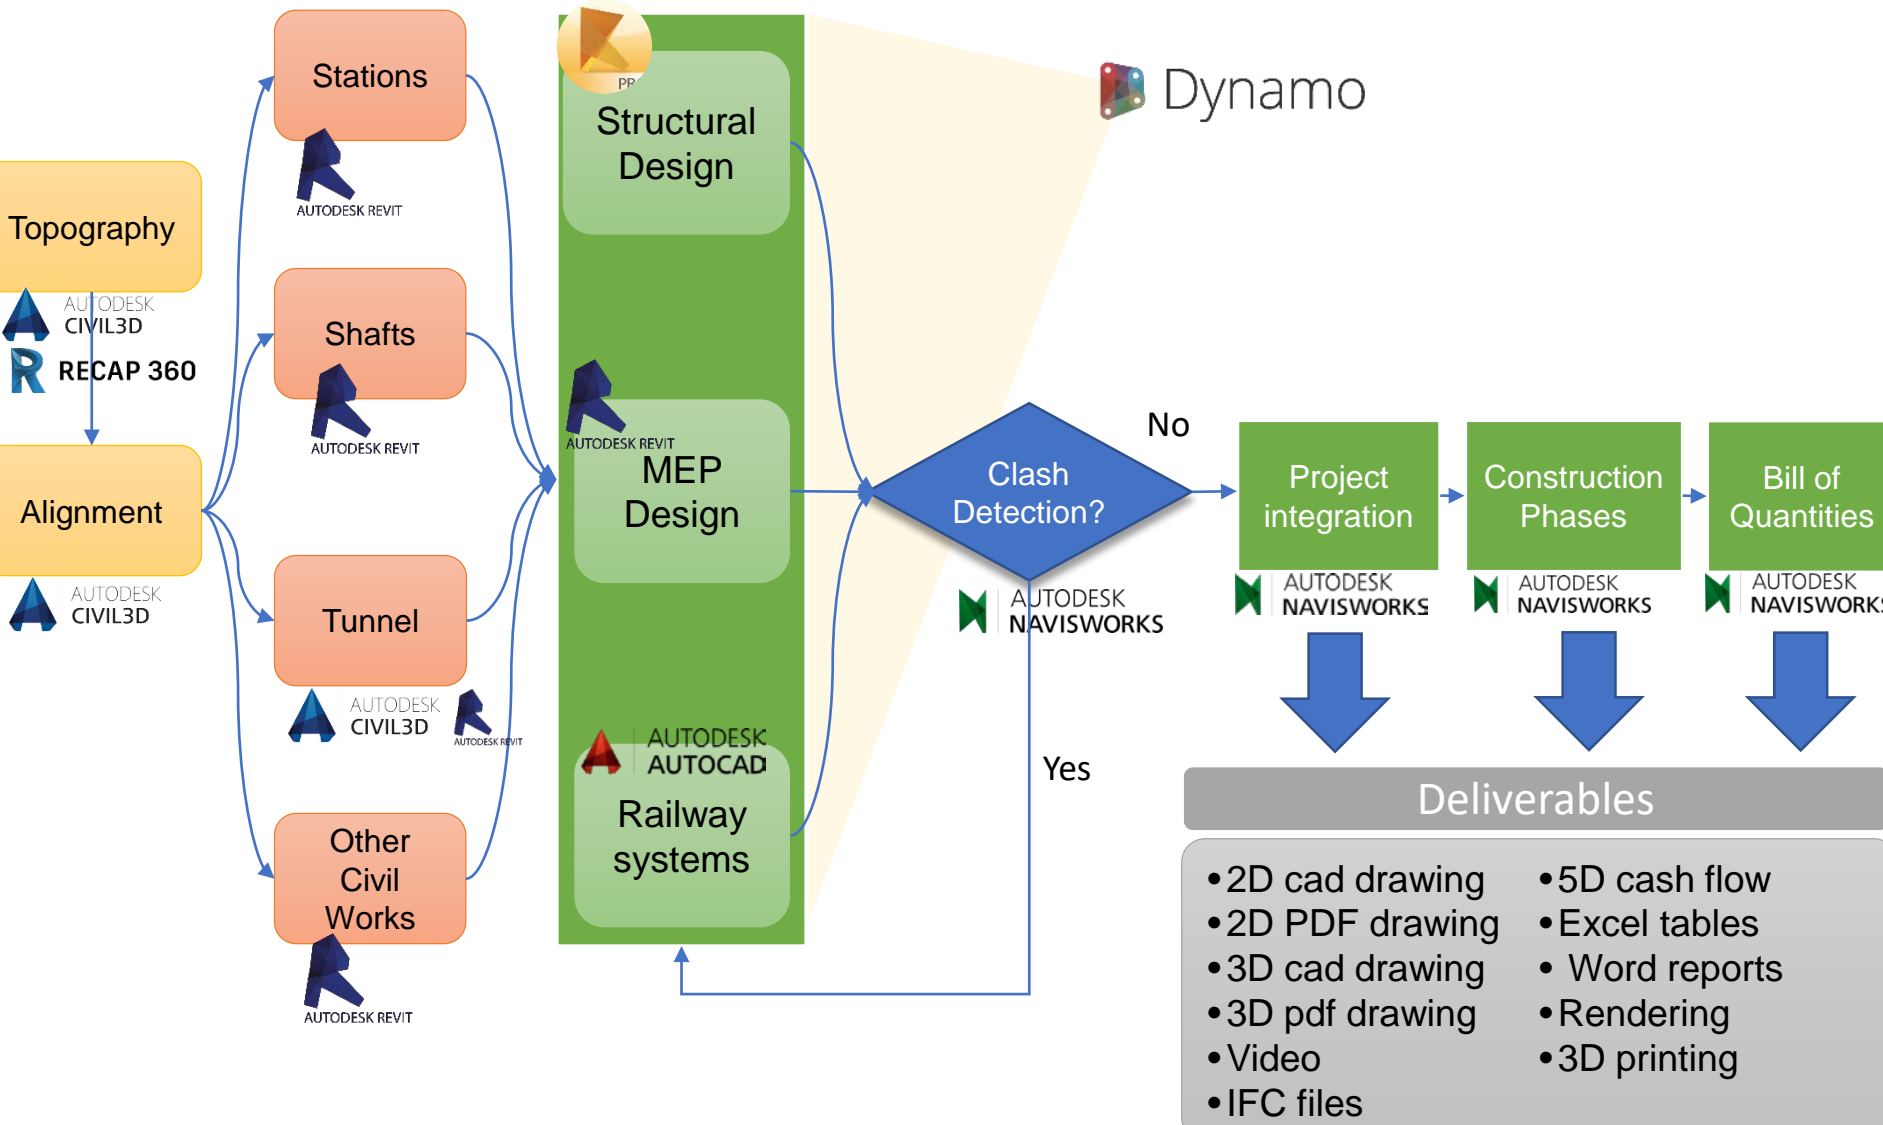 Topography
AUTODESK
CIVIL3D
RECAP 360
Alignment
AUTODESK
CIVIL3D
Stations
AUTODESK REVIT
Shafts
AUTODESK REVIT
Tunnel
AUTODESK
CIVIL3D
AUTODESK REVIT
Other
Civil
Works
AUTODESK REVIT
Structural
Design
AUTODESK REVIT
MEP
Design
AUTODESK
AUTOCAD
Railway
systems
Dynamo
Clash
Detection?
AUTODESK
NAVISWORKS
No
Yes
Project
integration
AUTODESK
NAVISWORKS
Construction
Phases
AUTODESK
NAVISWORKS
Bill of
Quantities
AUTODESK
NAVISWORKS
Deliverables
•2D cad drawing
•2D PDF drawing
•3D cad drawing
•3D pdf drawing
•Video
•IFC files
•5D cash flow
•Excel tables
• Word reports
•Rendering
•3D printing